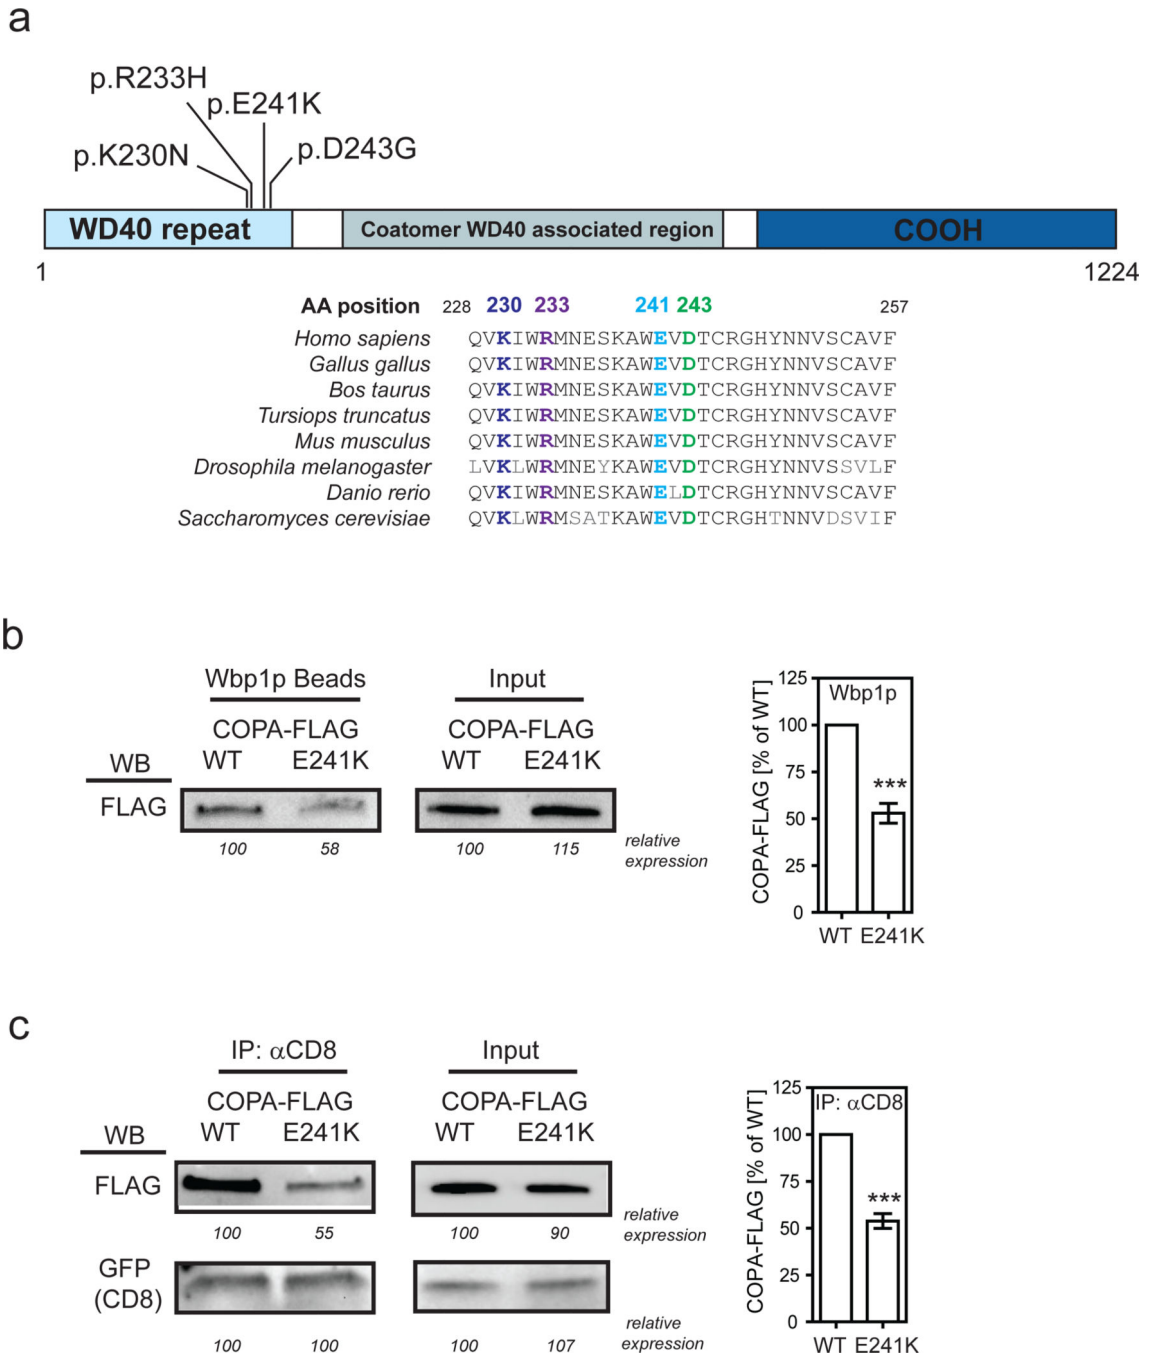 a
p.R233H
p.E241K
p.K230N
p.D243G
WD40 repeat
Coatomer WD40 associated region
COOH
1
1224
AA position 228 230 233 241 243 257
Homo sapiens QVKIWRMNESKAWEVDTCRGHYNNVSCAVF
Gallus gallus QVKIWRMNESKAWEVDTCRGHYNNVSCAVF
Bos taurus QVKIWRMNESKAWEVDTCRGHYNNVSCAVF
Tursiops truncatus QVKIWRMNESKAWEVDTCRGHYNNVSCAVF
Mus musculus QVKIWRMNESKAWEVDTCRGHYNNVSCAVF
Drosophila melanogaster LVKLWRMNEYKAWEVDTCRGHYNNVSSVLF
Danio rerio QVKIWRMNESKAWELDTCRGHYNNVSCAVF
Saccharomyces cerevisiae QVKLWRMSATKAWEVDTCRGHTNNVDSVIF
b
Wbp1p Beads
Input
COPA-FLAG
COPA-FLAG
WB
WT E241K
WT E241K
FLAG
100 58
100 115
relative
expression
COPA-FLAG [% of WT]
125
100
75
50
25
0
Wbp1p
***
WT E241K
c
IP: αCD8
Input
COPA-FLAG
COPA-FLAG
WB
WT E241K
WT E241K
FLAG
100 55
100 90
relative
expression
GFP
(CD8)
100 100
100 107
relative
expression
COPA-FLAG [% of WT]
125
100
75
50
25
0
IP: αCD8
***
WT E241K